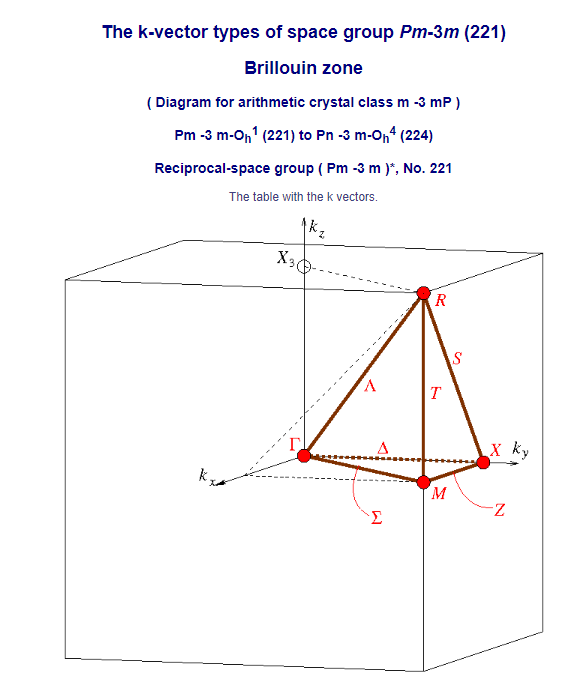 The k-vector types of space group Pm-3m (221)
Brillouin zone
( Diagram for arithmetic crystal class m -3 mP )
Pm -3 m-Oh1 (221) to Pn -3 m-Oh4 (224)
Reciprocal-space group ( Pm -3 m )*, No. 221
The table with the k vectors.
kz
X3
R
S
Λ
T
Γ
Δ
X
ky
kx
M
Z
Σ